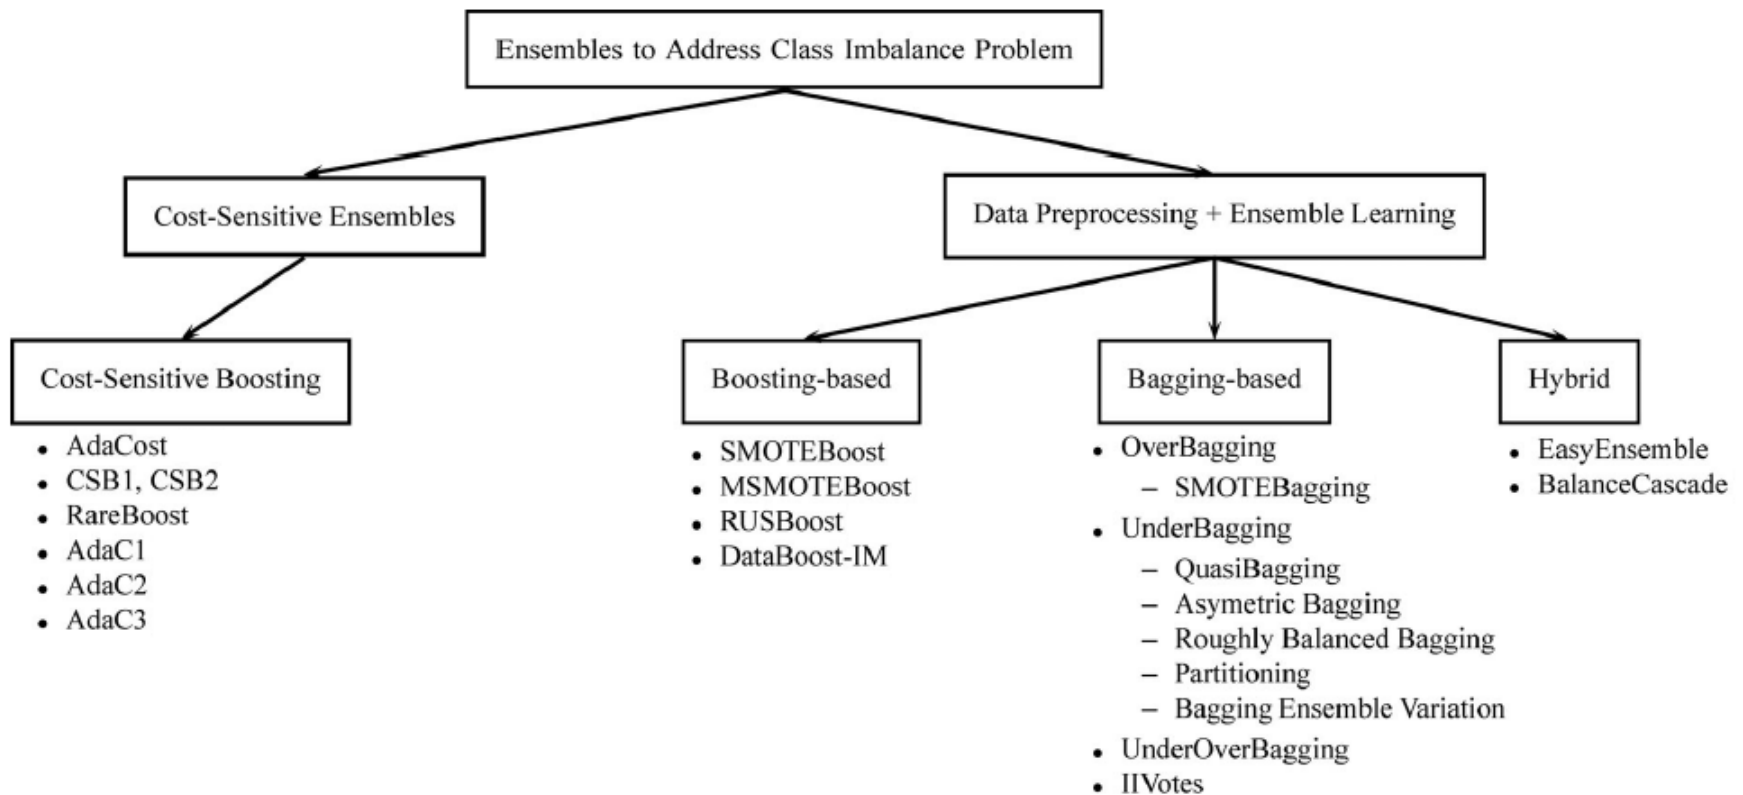 Ensembles to Address Class Imbalance Problem
Cost-Sensitive Ensembles
Data Preprocessing + Ensemble Learning
Cost-Sensitive Boosting
• AdaCost
• CSB1, CSB2
• RareBoost
• AdaC1
• AdaC2
• AdaC3
Boosting-based
• SMOTEBoost
• MSMOTEBoost
• RUSBoost
• DataBoost-IM
Bagging-based
• OverBagging
– SMOTEBagging
• UnderBagging
– QuasiBagging
– Asymetric Bagging
– Roughly Balanced Bagging
– Partitioning
– Bagging Ensemble Variation
• UnderOverBagging
• IIVotes
Hybrid
• EasyEnsemble
• BalanceCascade